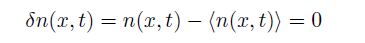 δn(x, t) = n(x, t) − ⟨n(x, t)⟩ = 0